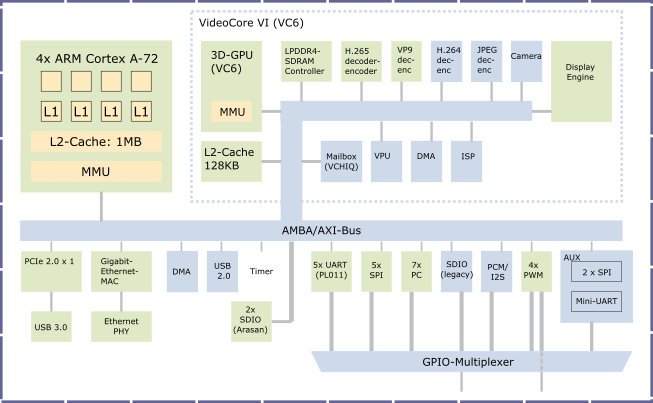 VideoCore VI (VC6)
4x ARM Cortex A-72
L1
L1
L1
L1
L2-Cache: 1MB
MMU
3D-GPU
(VC6)
MMU
LPDDR4-
SDRAM
Controller
H.265
decoder-
encoder
VP9
dec-
enc
H.264
dec-
enc
JPEG
dec-
enc
Camera
Display
Engine
L2-Cache
128KB
Mailbox
(VCHIQ)
VPU
DMA
ISP
AMBA/AXI-Bus
PCIe 2.0 x 1
Gigabit-
Ethernet-
MAC
DMA
USB
2.0
Timer
5x UART
(PL011)
5x
SPI
7x
PC
SDIO
(legacy)
PCM/
I2S
4x
PWM
AUX
2 x SPI
Mini-UART
USB 3.0
Ethernet
PHY
2x
SDIO
(Arasan)
GPIO-Multiplexer